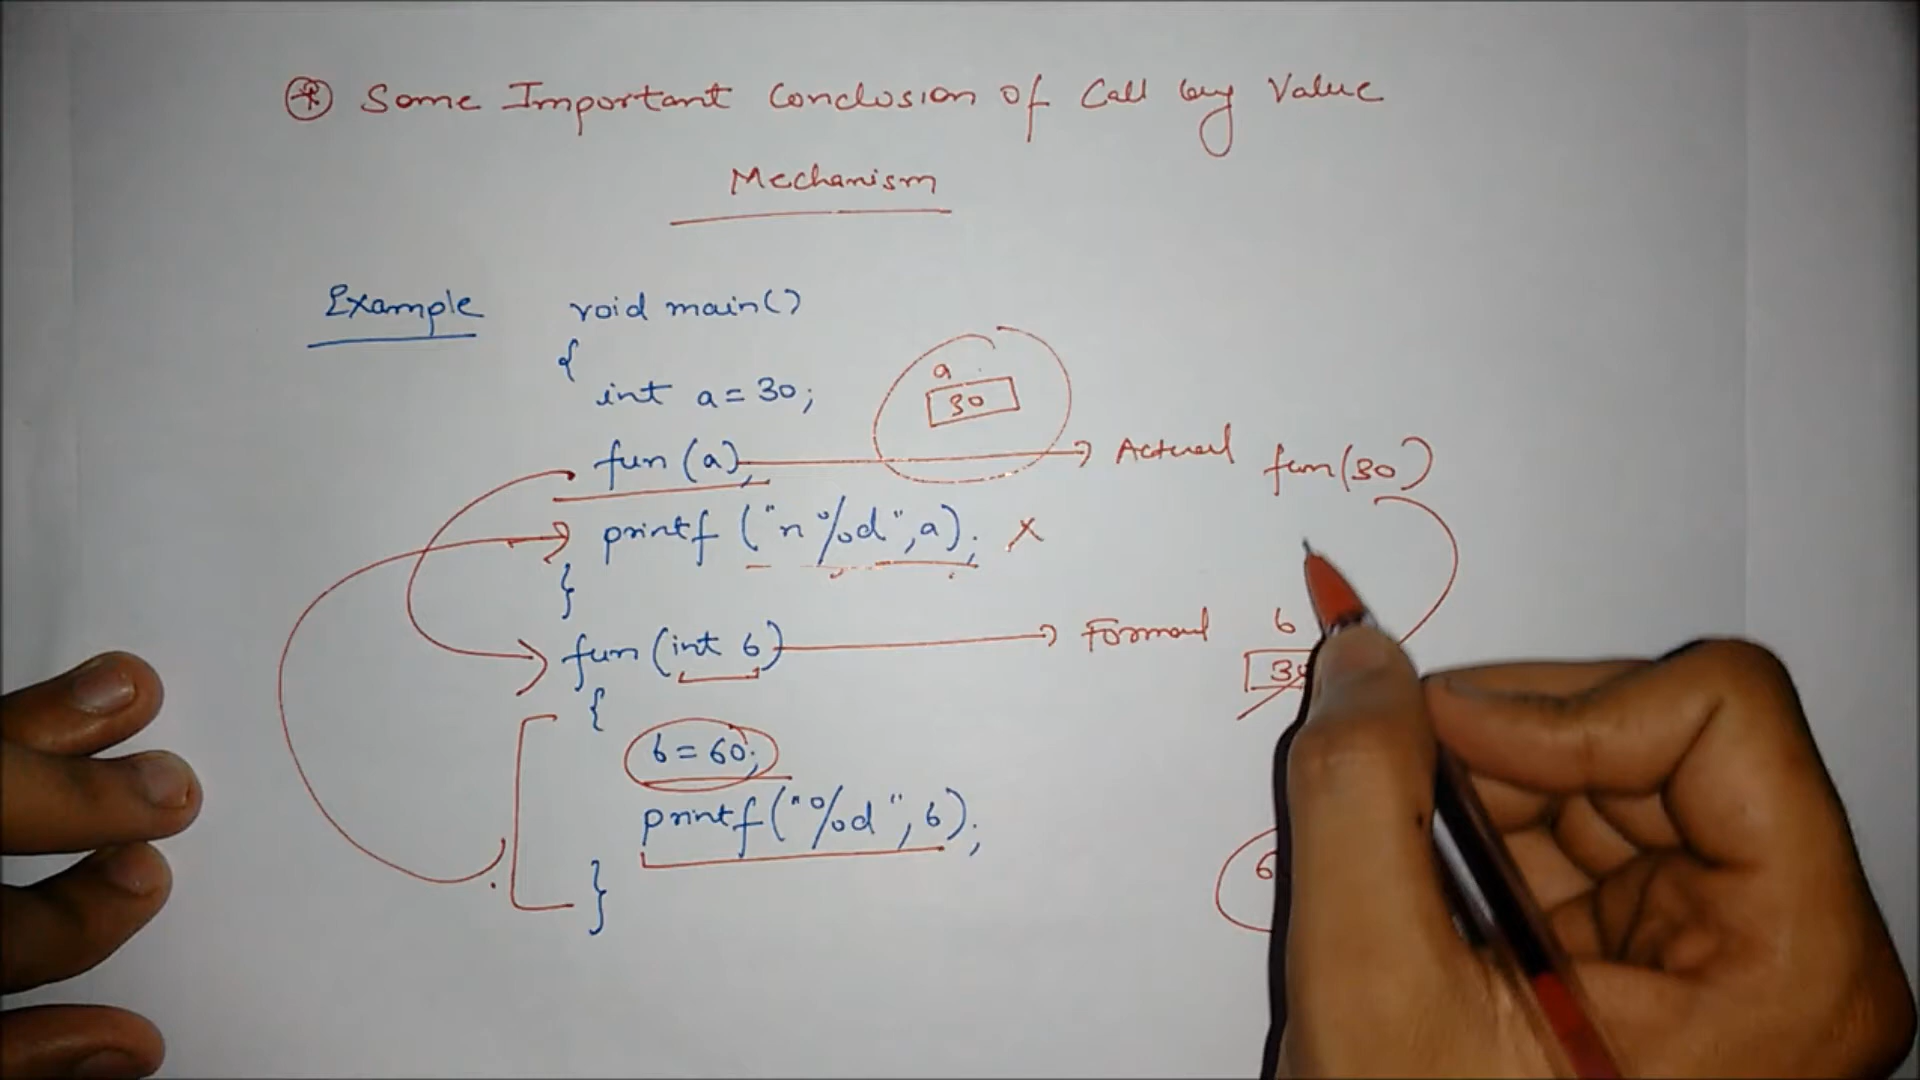 Some Important Conclusion of Call by Value
Mechanism
Example void main()
{
int a = 30;
a
30
fun (a); Actual fun(30)
printf ("n %d", a); X
}
fun (int b) Formal b
{
b = 60;
printf("%d", b);
}